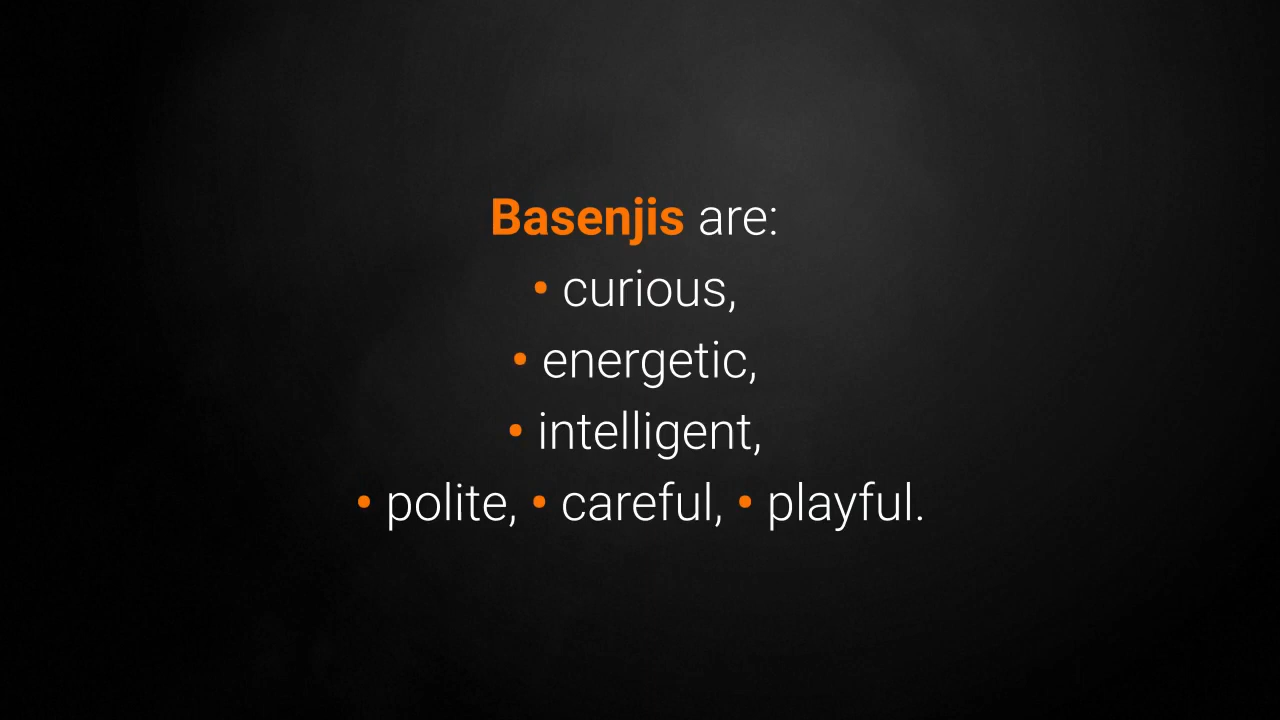 Basenjis are:
• curious,
• energetic,
• intelligent,
• polite, • careful, • playful.